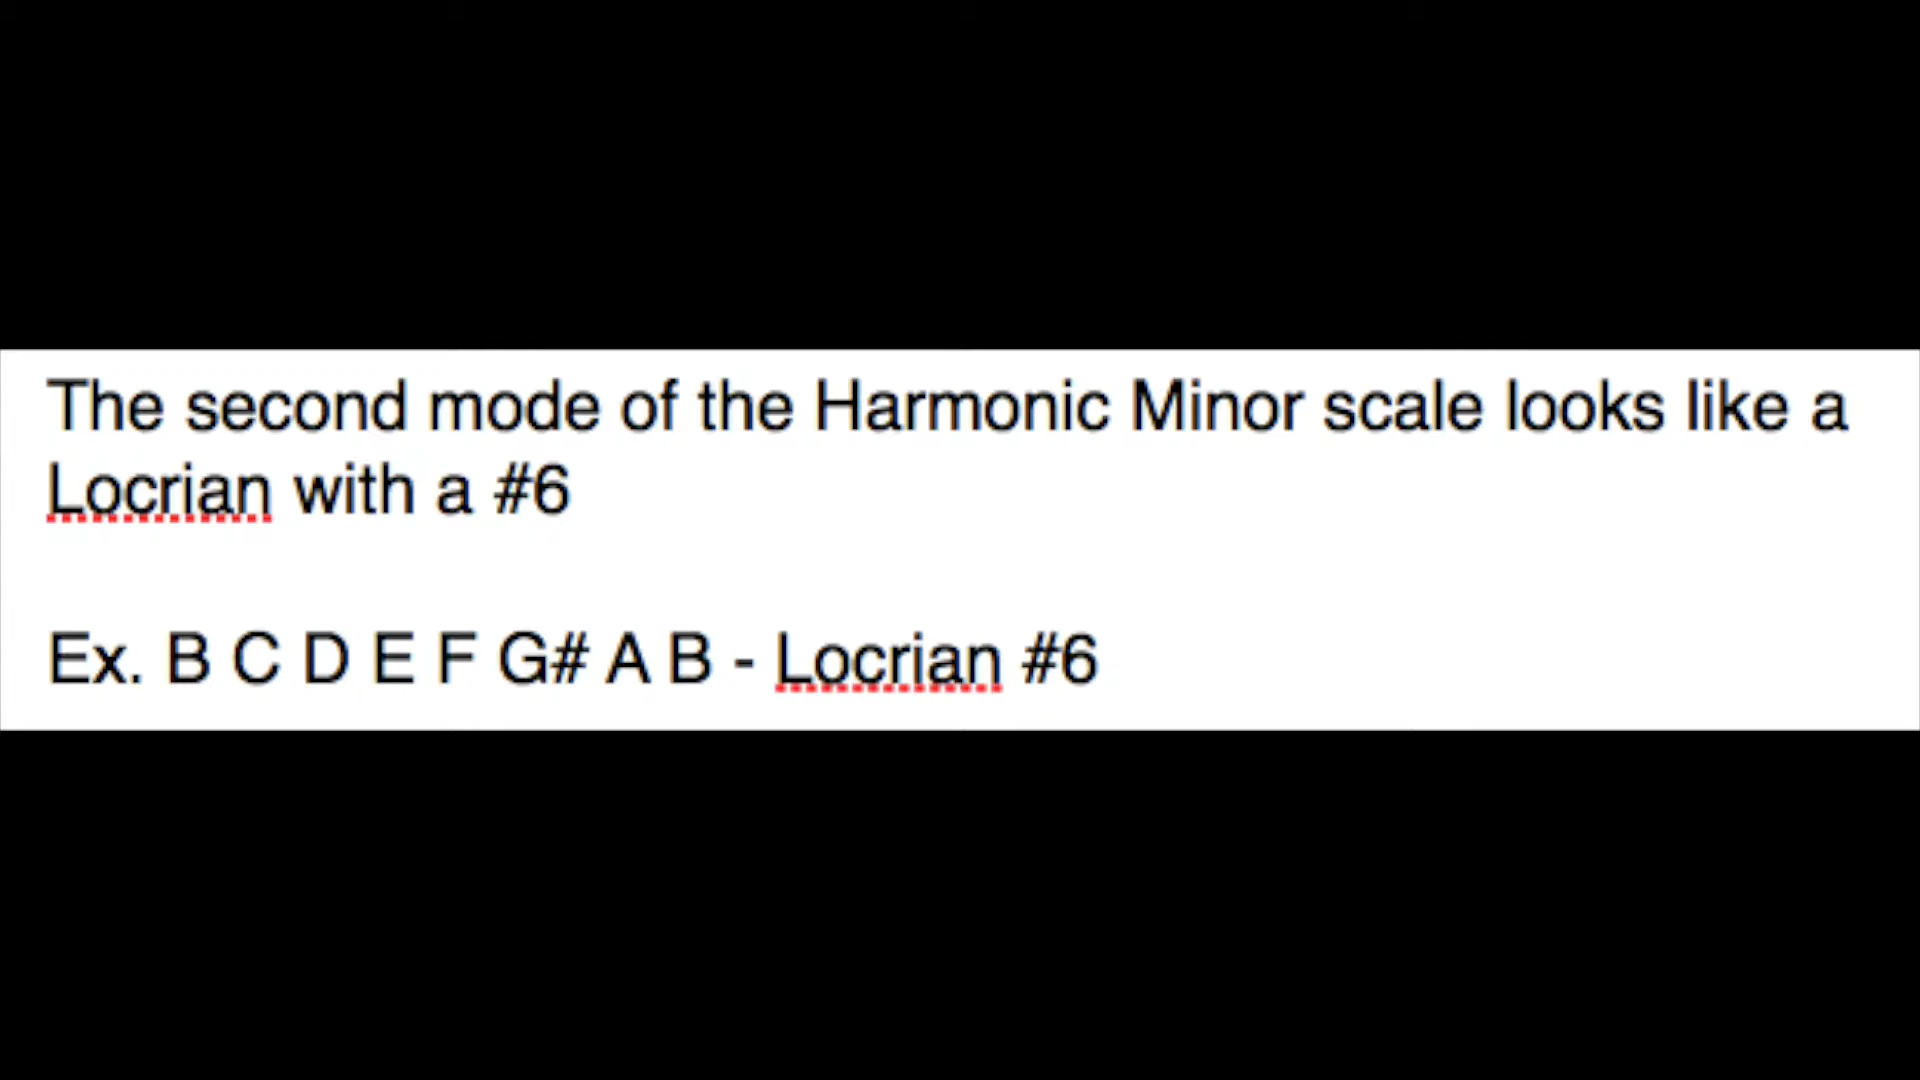 The second mode of the Harmonic Minor scale looks like a
Locrian with a #6
Ex. B C D E F G# A B - Locrian #6